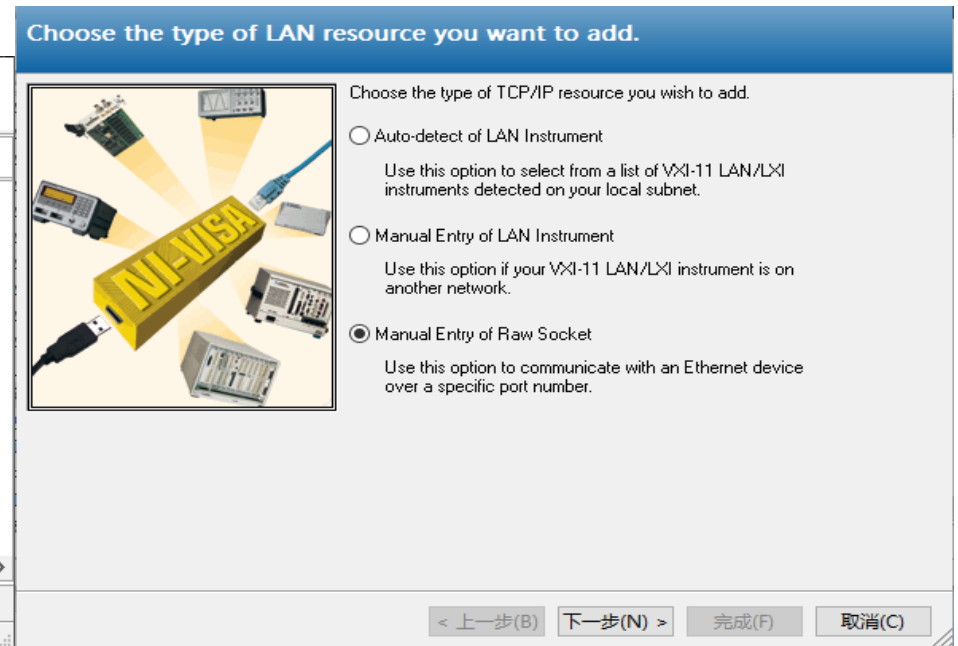 Choose the type of LAN resource you want to add.
Choose the type of TCP/IP resource you wish to add.
Auto-detect of LAN Instrument
Use this option to select from a list of VXI-11 LAN/LXI
instruments detected on your local subnet.
Manual Entry of LAN Instrument
Use this option if your VXI-11 LAN/LXI instrument is on
another network.
Manual Entry of Raw Socket
Use this option to communicate with an Ethernet device
over a specific port number.
NI-VISA
< 上一步(B) 下一步(N) > 完成(F) 取消(C)